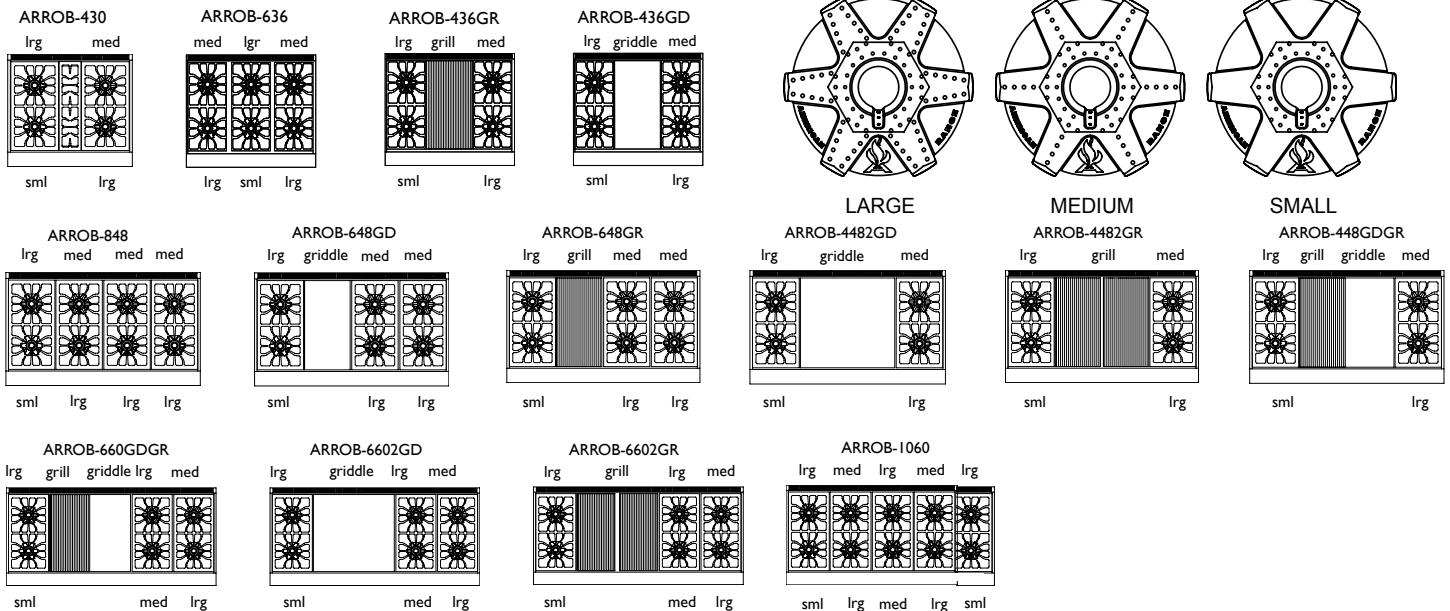 ARROB-430 ARROB-636 ARROB-436GR ARROB-436GD
lrg med med lgr med lrg grill med lrg griddle med
sml lrg lrg sml lrg sml lrg sml lrg
AMERICAN RANGE AMERICAN RANGE AMERICAN RANGE
LARGE MEDIUM SMALL
ARROB-848 ARROB-648GD ARROB-648GR ARROB-4482GD ARROB-4482GR ARROB-448GDGR
lrg med med med lrg griddle med med lrg grill med med lrg griddle med lrg grill med lrg grill griddle med
sml lrg lrg lrg sml lrg lrg sml lrg lrg sml lrg sml lrg sml lrg
ARROB-660GDGR ARROB-6602GD ARROB-6602GR ARROB-1060
lrg grill griddle lrg med lrg griddle lrg med lrg grill lrg med lrg med lrg med lrg
sml med lrg sml med lrg sml med lrg sml lrg med lrg sml